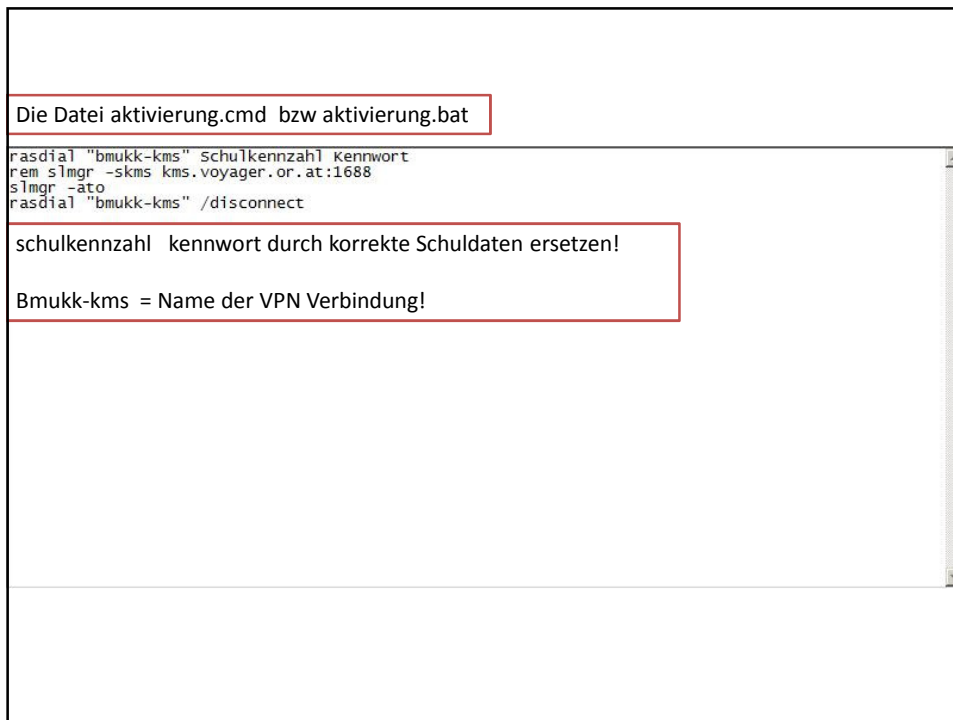 Die Datei aktivierung.cmd bzw aktivierung.bat
rasdial "bmukk-kms" Schulkennzahl Kennwort
rem slmgr -skms kms.voyager.or.at:1688
slmgr -ato
rasdial "bmukk-kms" /disconnect
schulkennzahl kennwort durch korrekte Schuldaten ersetzen!
Bmukk-kms = Name der VPN Verbindung!